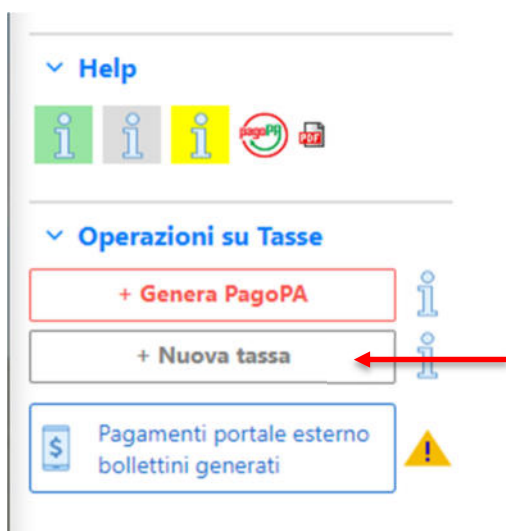 Help
pagoPA
PDF
Operazioni su Tasse
+ Genera PagoPA
+ Nuova tassa
Pagamenti portale esterno
bollettini generati